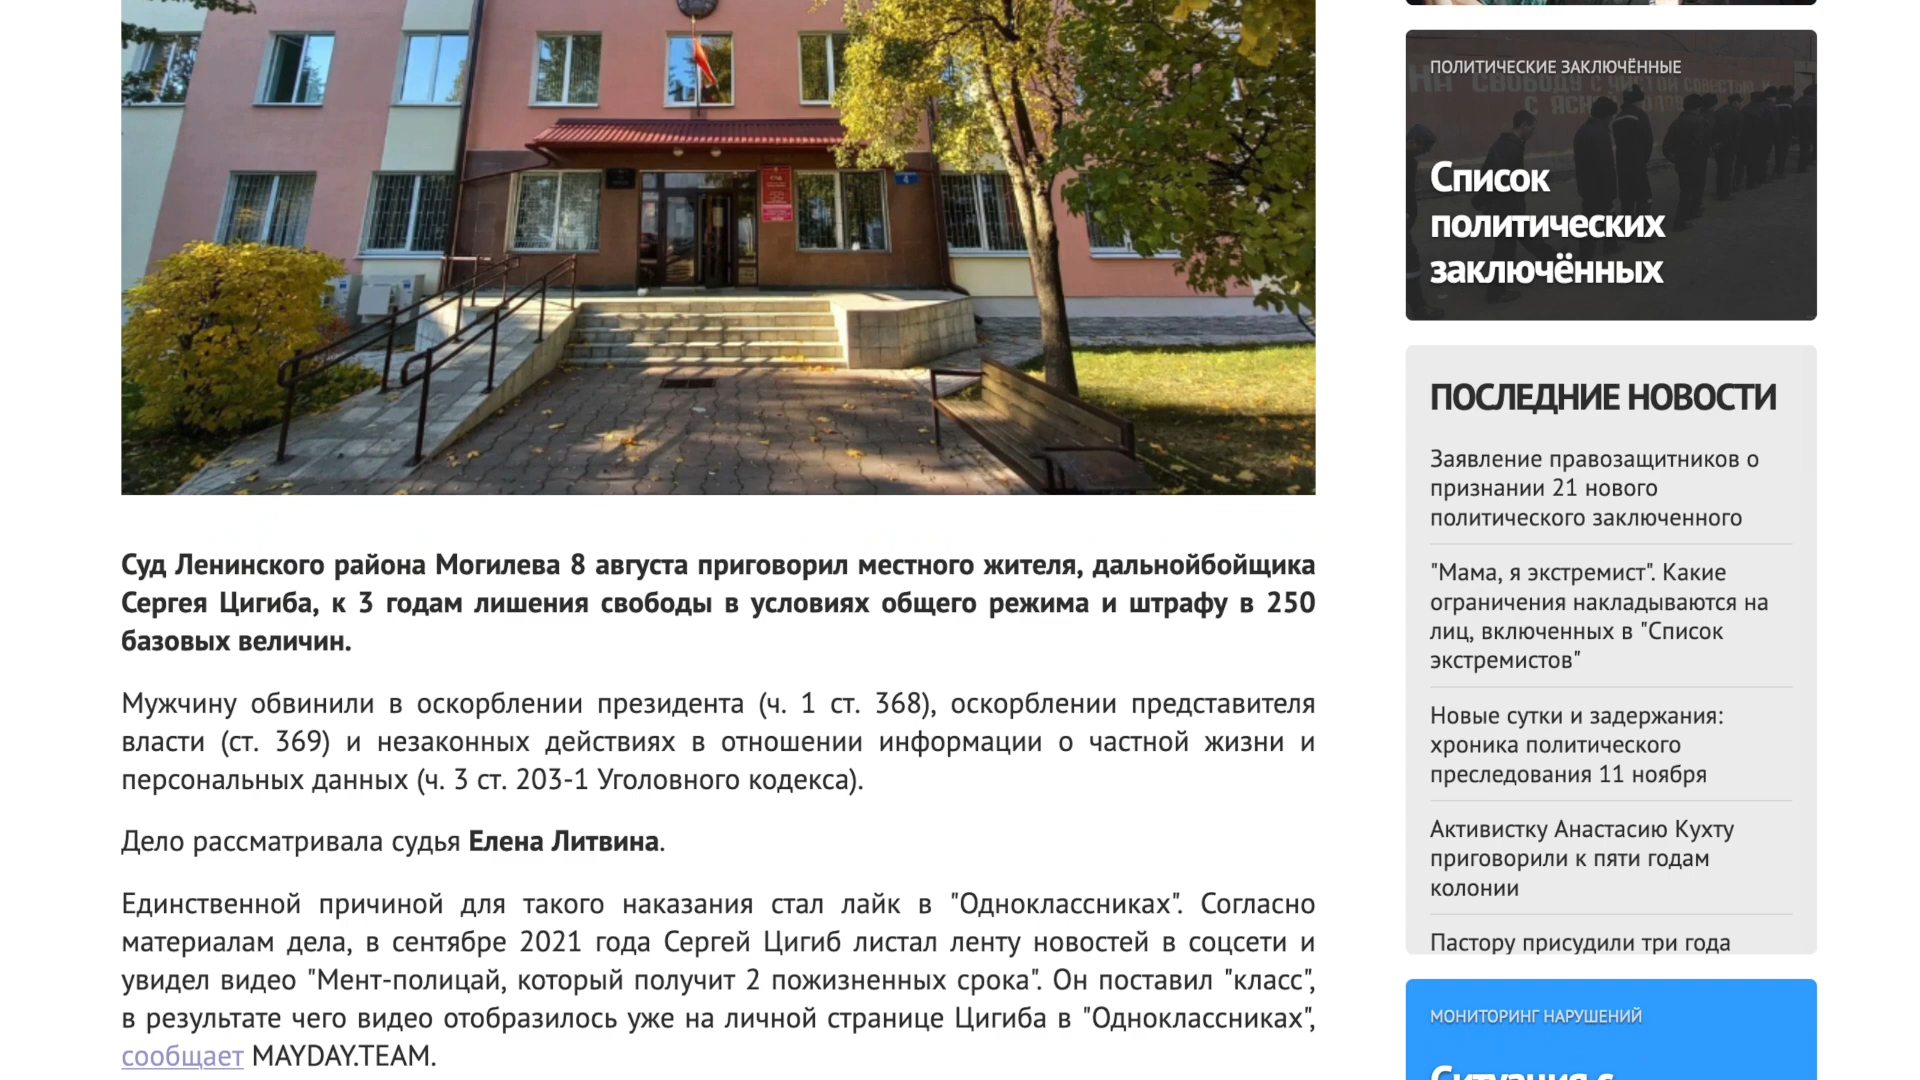 Суд Ленинского района Могилева 8 августа приговорил местного жителя, дальнойбойщика
Сергея Цигиба, к 3 годам лишения свободы в условиях общего режима и штрафу в 250
базовых величин.
Мужчину обвинили в оскорблении президента (ч. 1 ст. 368), оскорблении представителя
власти (ст. 369) и незаконных действиях в отношении информации о частной жизни и
персональных данных (ч. 3 ст. 203-1 Уголовного кодекса).
Дело рассматривала судья Елена Литвина.
Единственной причиной для такого наказания стал лайк в "Одноклассниках". Согласно
материалам дела, в сентябре 2021 года Сергей Цигиб листал ленту новостей в соцсети и
увидел видео "Мент-полицай, который получит 2 пожизненных срока". Он поставил "класс",
в результате чего видео отобразилось уже на личной странице Цигиба в "Одноклассниках",
сообщает MAYDAY.TEAM.
ПОЛИТИЧЕСКИЕ ЗАКЛЮЧЁННЫЕ
НА СВОБОДУ С ЧИСТОЙ СОВЕСТЬЮ
Список
политических
заключённых
ПОСЛЕДНИЕ НОВОСТИ
Заявление правозащитников о
признании 21 нового
политического заключенного
"Мама, я экстремист". Какие
ограничения накладываются на
лиц, включенных в "Список
экстремистов"
Новые сутки и задержания:
хроника политического
преследования 11 ноября
Активистку Анастасию Кухту
приговорили к пяти годам
колонии
Пастору присудили три года
МОНИТОРИНГ НАРУШЕНИЙ
Ситуация с
4